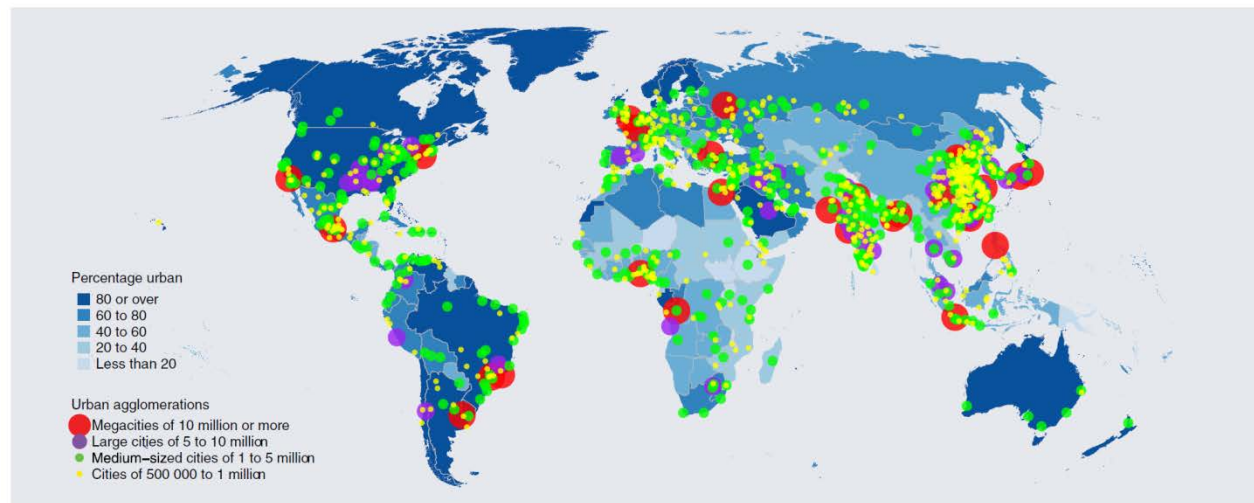 Percentage urban
80 or over
60 to 80
40 to 60
20 to 40
Less than 20
Urban agglomerations
Megacities of 10 million or more
Large cities of 5 to 10 million
Medium-sized cities of 1 to 5 million
Cities of 500 000 to 1 million